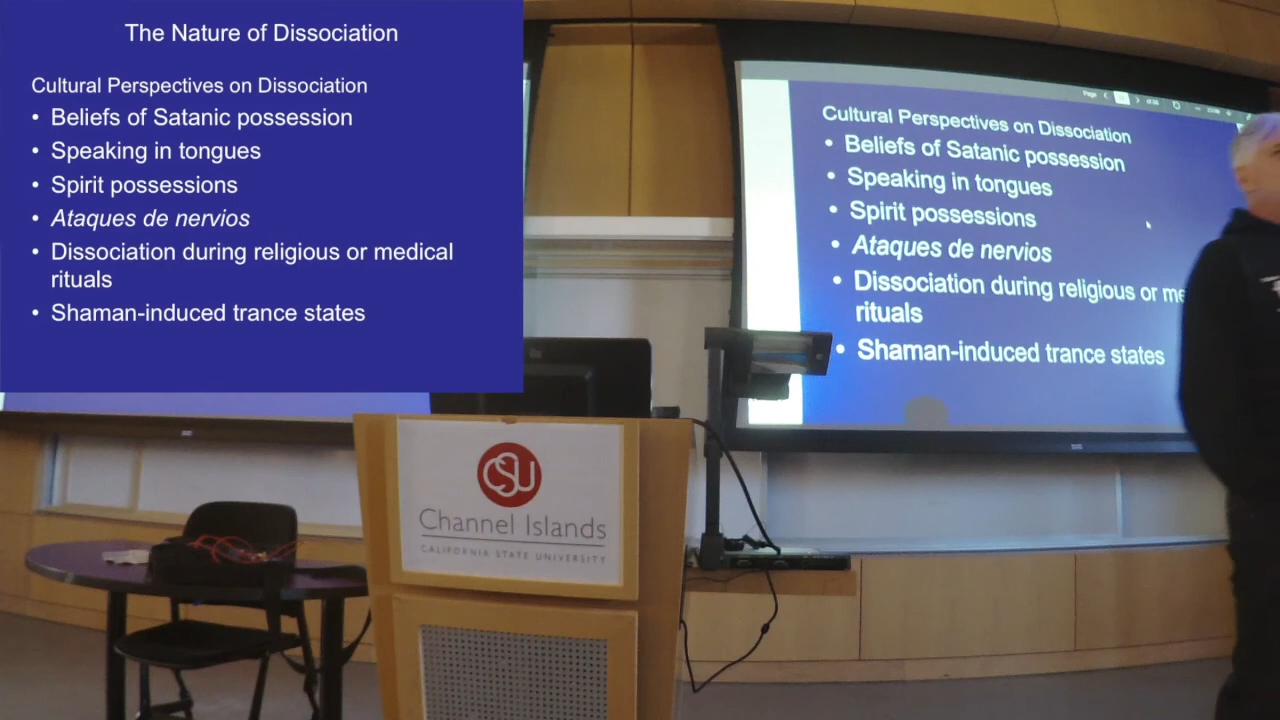 The Nature of Dissociation
Cultural Perspectives on Dissociation
• Beliefs of Satanic possession
• Speaking in tongues
• Spirit possessions
• Ataques de nervios
• Dissociation during religious or medical
rituals
• Shaman-induced trance states
Page
Cultural Perspectives on Dissociation
• Beliefs of Satanic possession
• Speaking in tongues
• Spirit possessions
• Ataques de nervios
• Dissociation during religious or me
rituals
• Shaman-induced trance states
CSU
Channel Islands
CALIFORNIA STATE UNIVERSITY